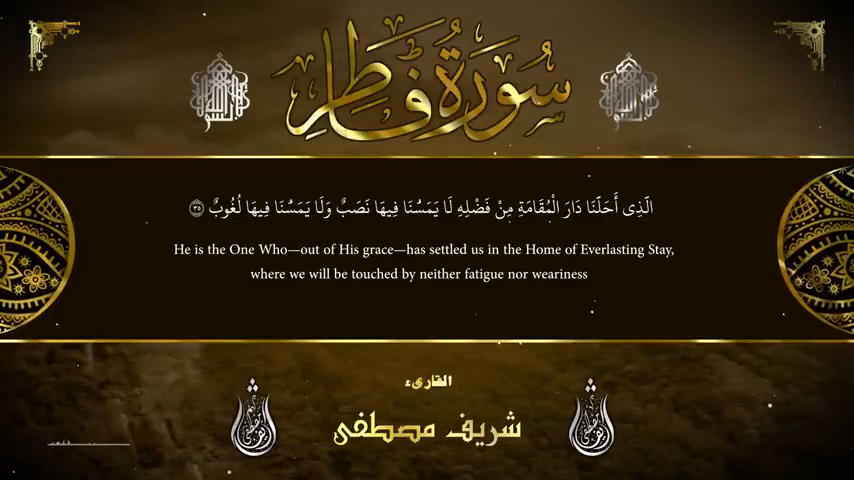 سُورَةُ فَاطِرٍ
الَّذِي أَحَلَّنَا دَارَ الْمُقَامَةِ مِنْ فَضْلِهِ لَا يَمَسُّنَا فِيهَا نَصَبٌ وَلَا يَمَسُّنَا فِيهَا لُغُوبٌ ٣٥
He is the One Who—out of His grace—has settled us in the Home of Everlasting Stay,
where we will be touched by neither fatigue nor weariness
القارىء
شريف مصطفى